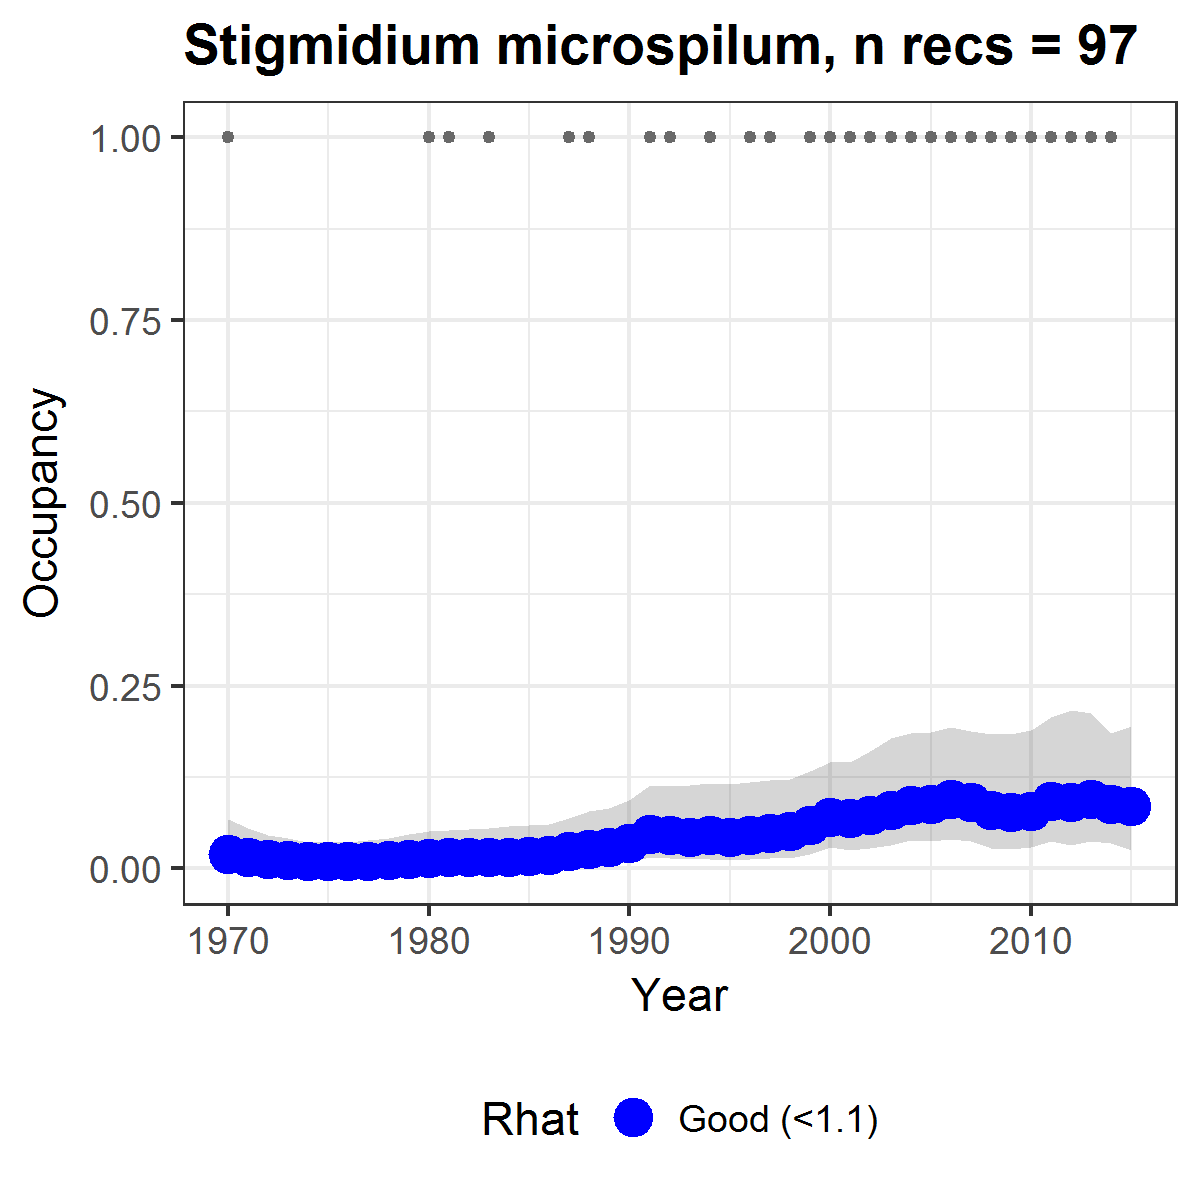 Stigmidium microspilum, n recs = 97
1.00
0.75
0.50
0.25
0.00
Occupancy
1970 1980 1990 2000 2010
Year
Rhat Good (<1.1)